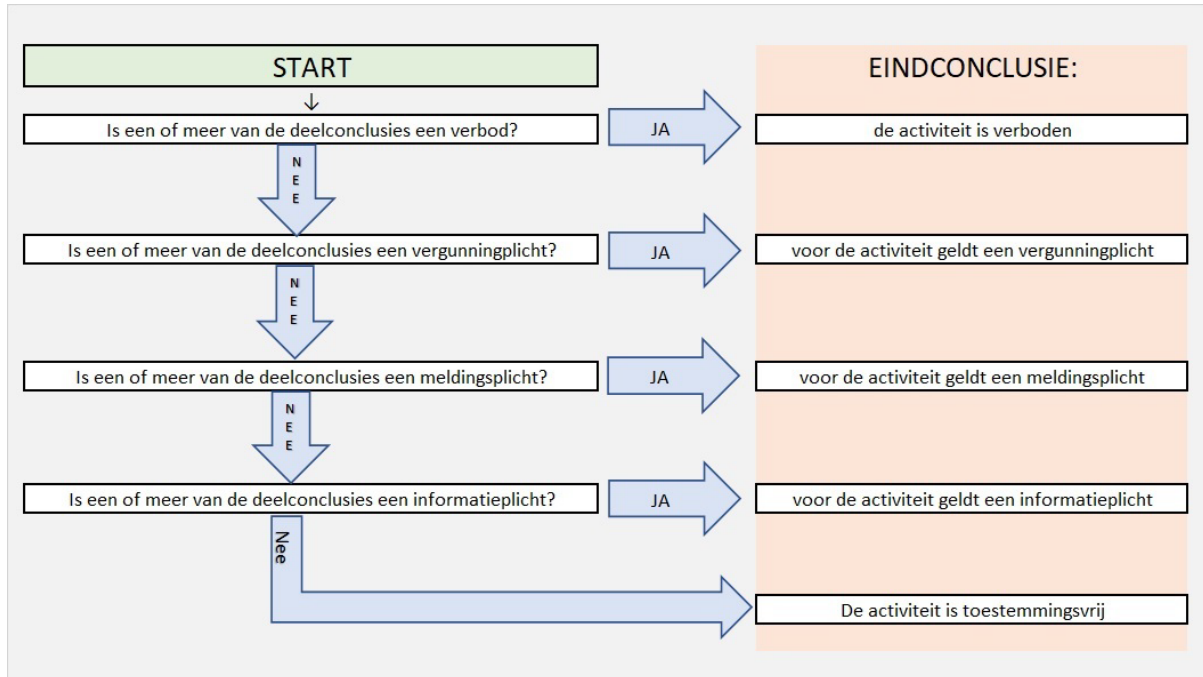 START
EINDCONCLUSIE:
↓
Is een of meer van de deelconclusies een verbod?
JA
de activiteit is verboden
N
E
E
Is een of meer van de deelconclusies een vergunningplicht?
JA
voor de activiteit geldt een vergunningplicht
N
E
E
Is een of meer van de deelconclusies een meldingsplicht?
JA
voor de activiteit geldt een meldingsplicht
N
E
E
Is een of meer van de deelconclusies een informatieplicht?
JA
voor de activiteit geldt een informatieplicht
Nee
De activiteit is toestemmingsvrij